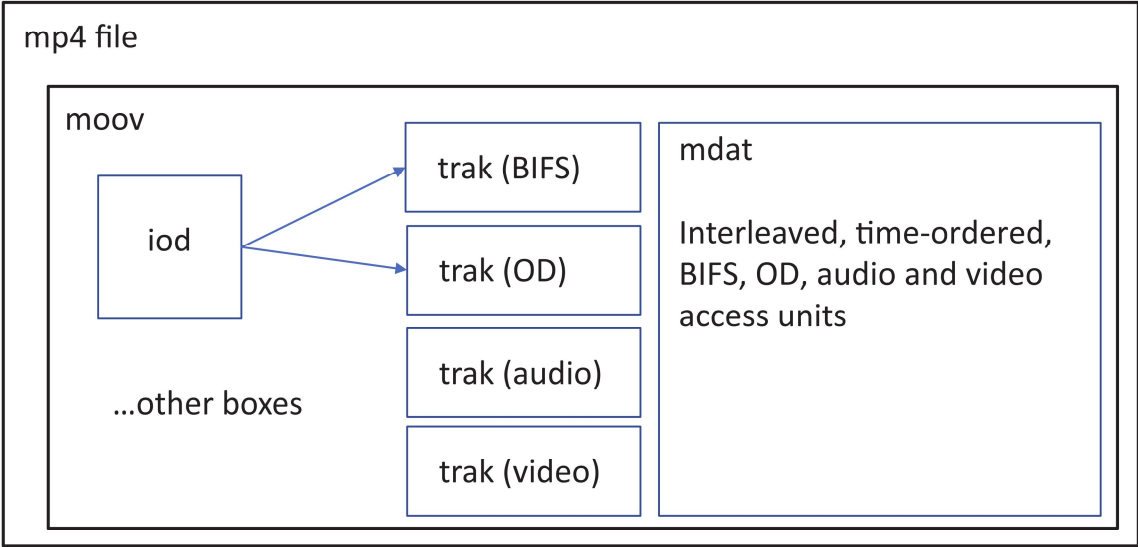 mp4 file
moov
iod
...other boxes
trak (BIFS)
trak (OD)
trak (audio)
trak (video)
mdat
Interleaved, time-ordered,
BIFS, OD, audio and video
access units